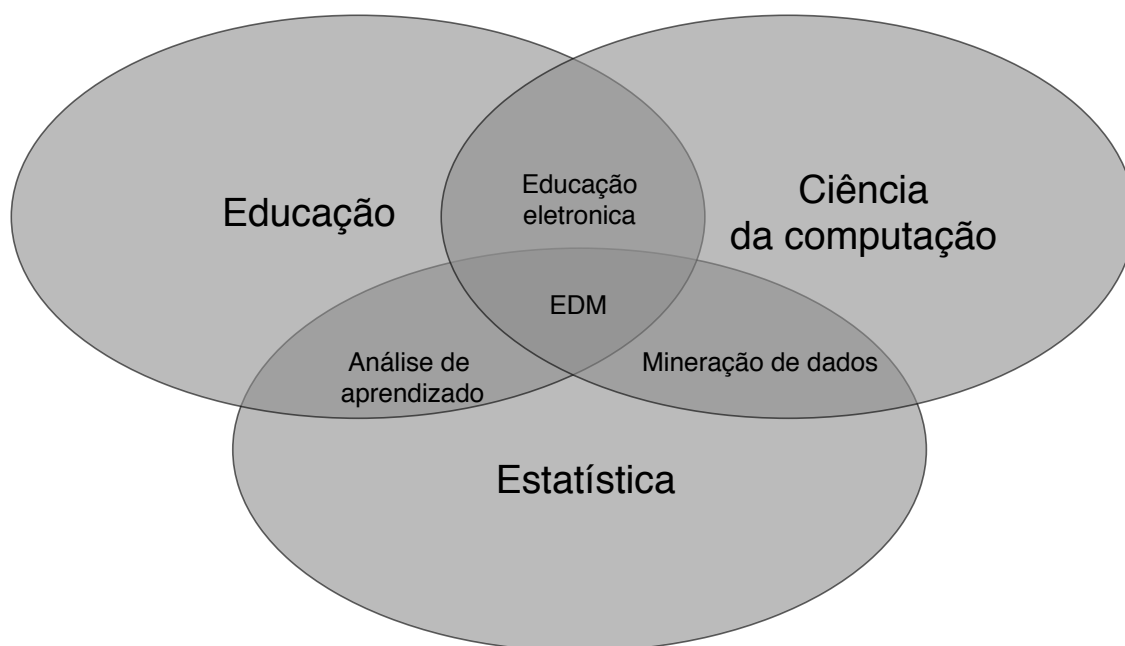 Educação
Educação
eletronica
Ciência
da computação
EDM
Análise de
aprendizado
Mineração de dados
Estatística